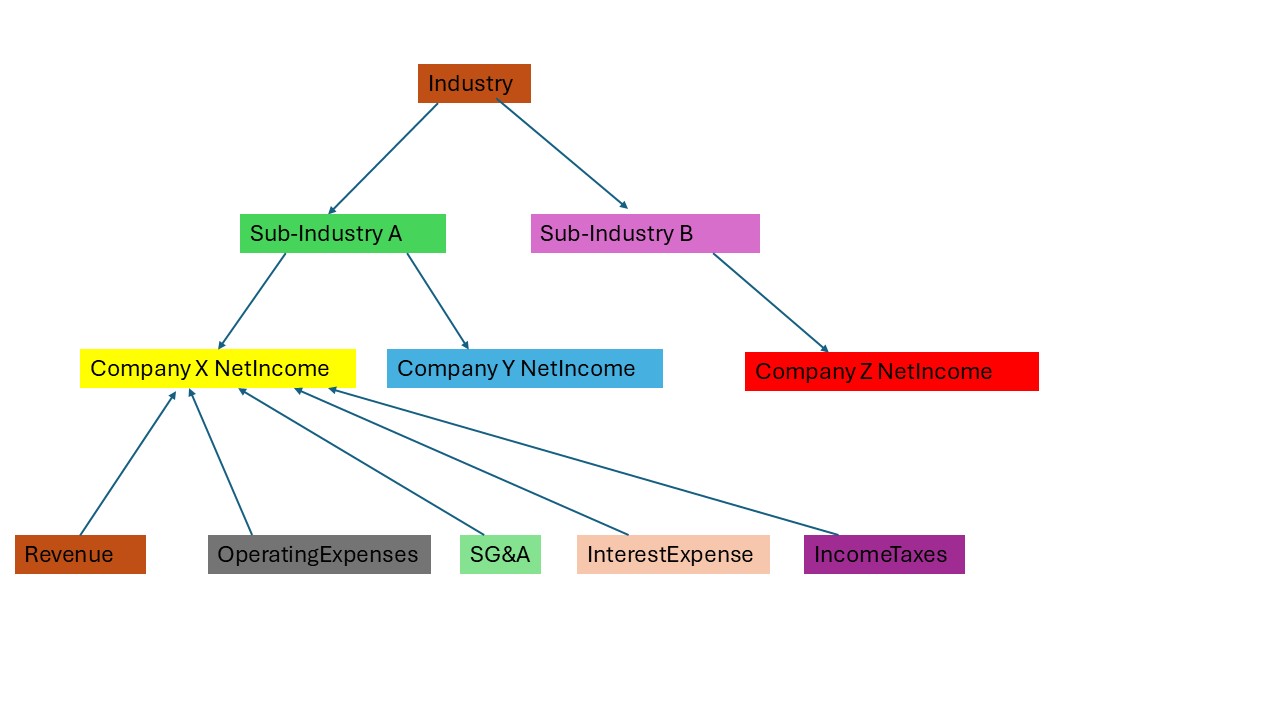 Industry
Sub-Industry A
Sub-Industry B
Company X NetIncome
Company Y NetIncome
Company Z NetIncome
Revenue
OperatingExpenses
SG&A
InterestExpense
IncomeTaxes